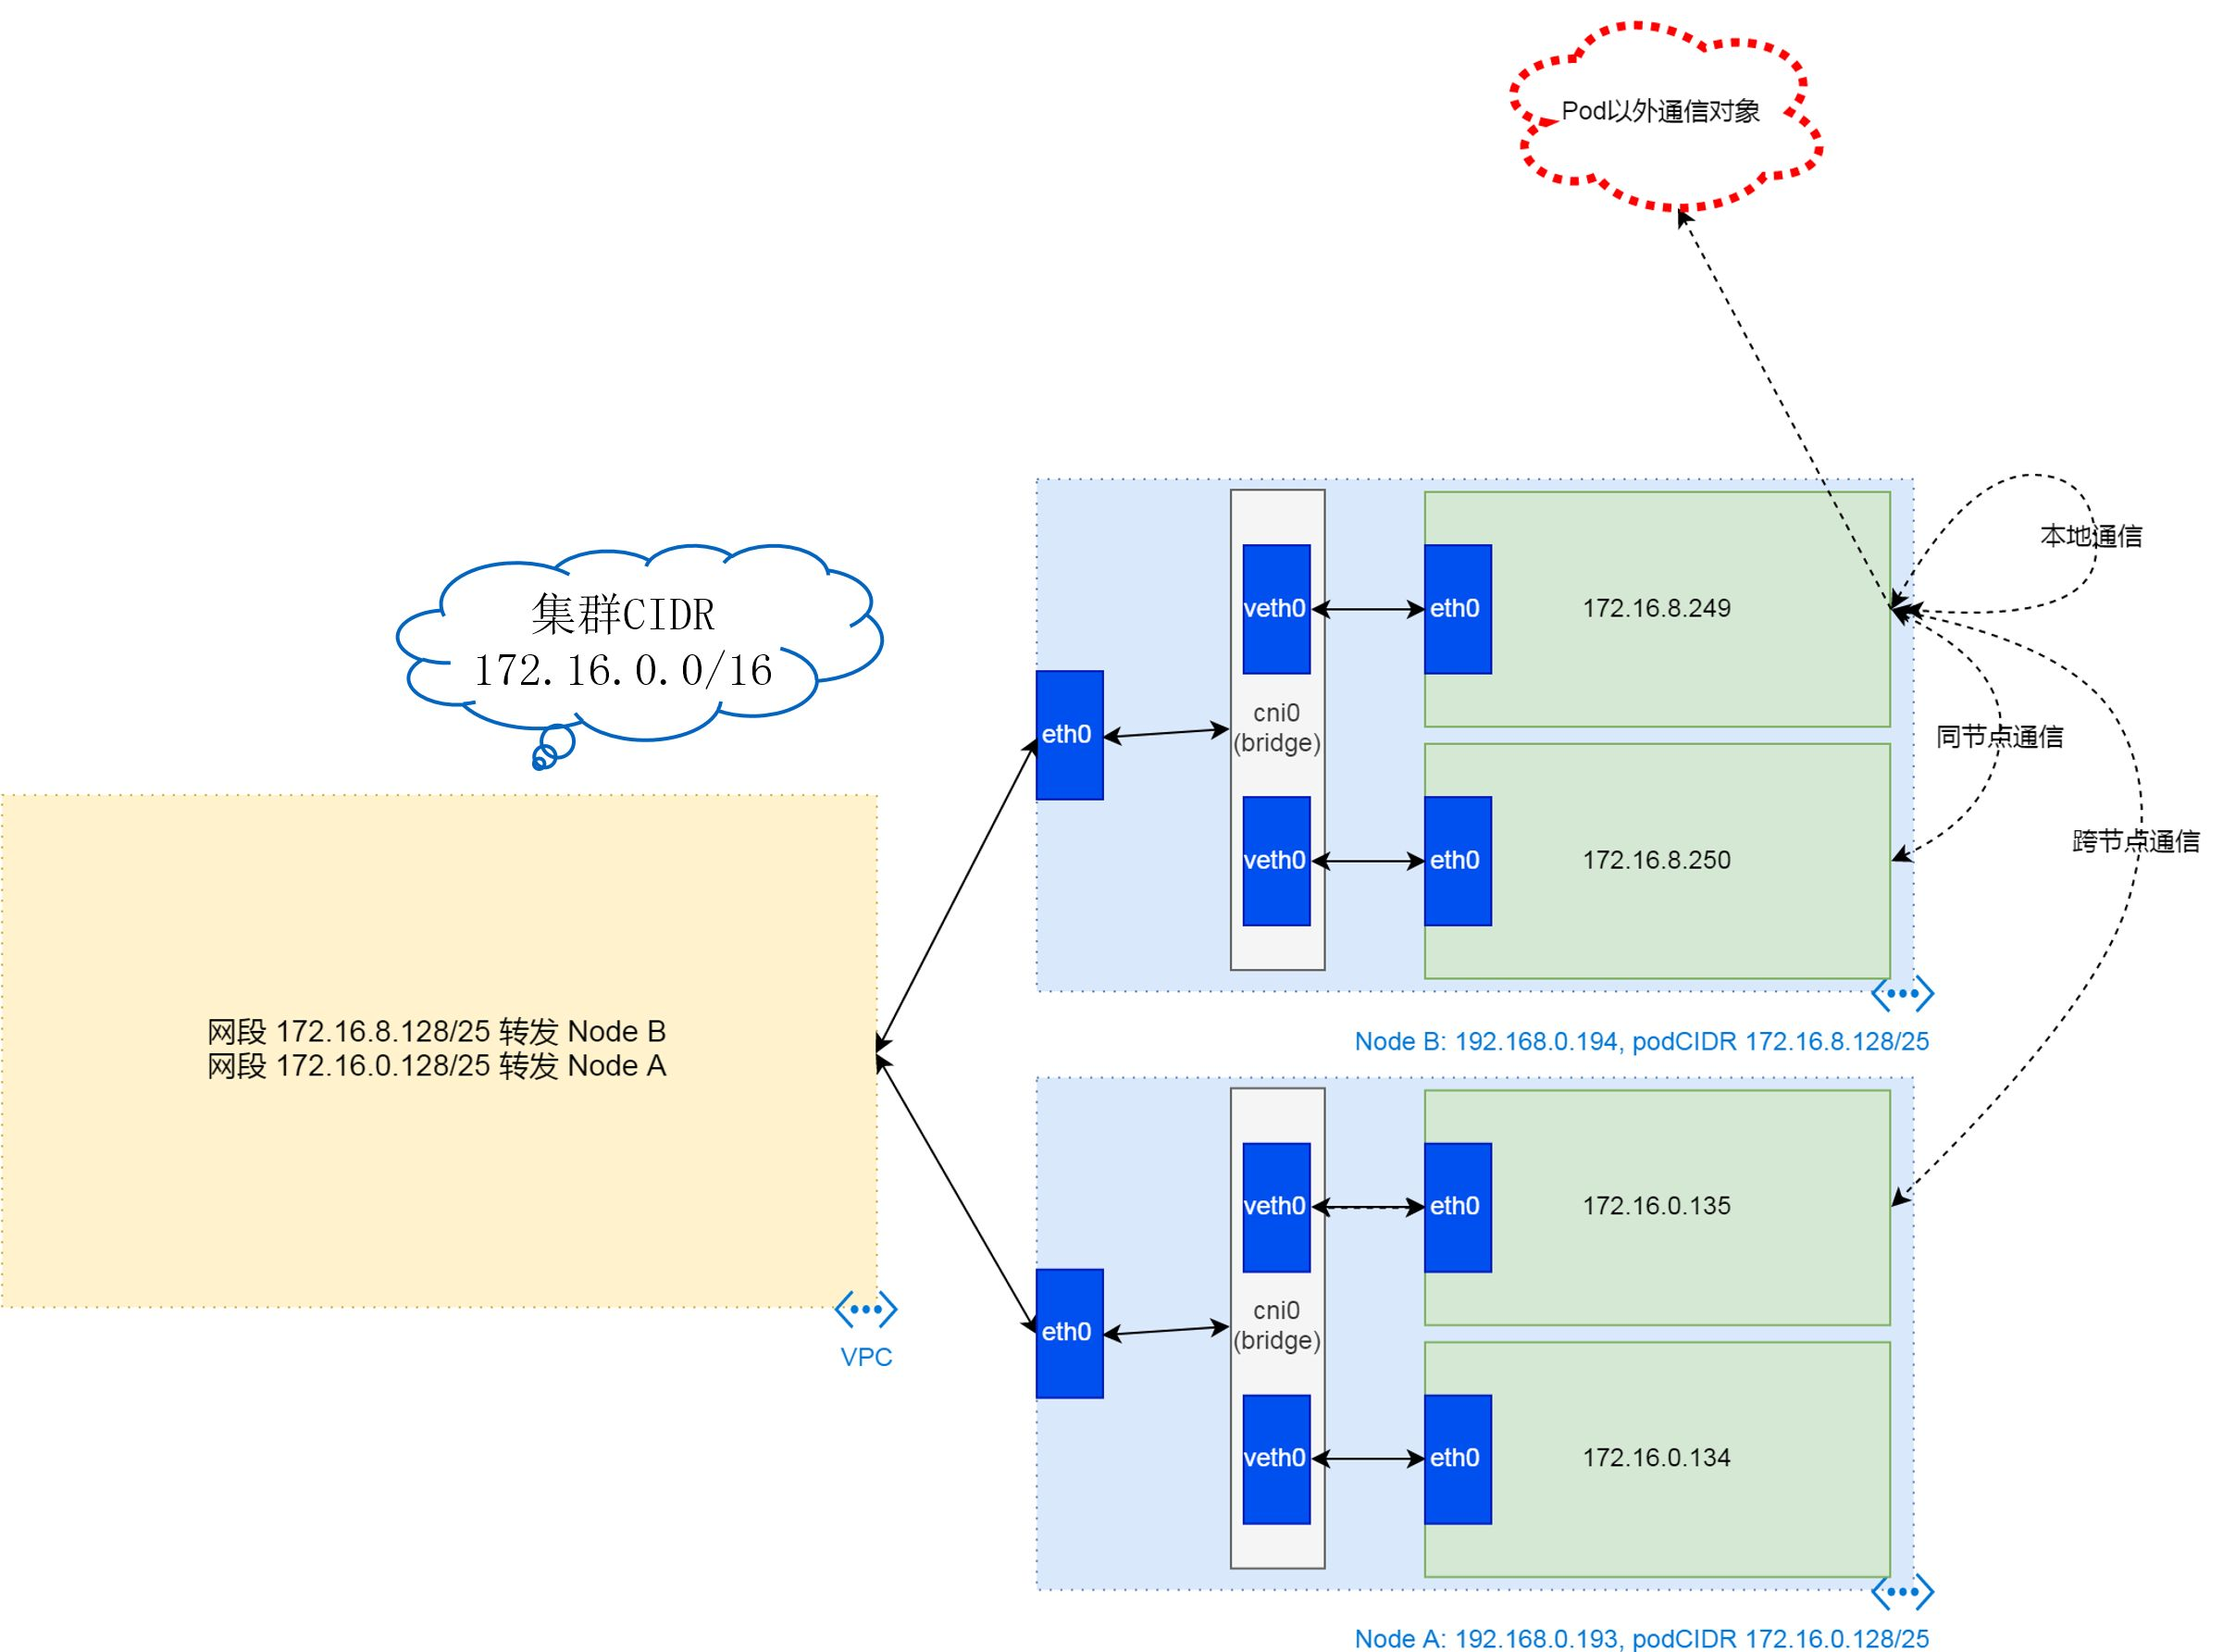 Pod以外通信对象
本地通信
集群CIDR
172.16.0.0/16
veth0
eth0
172.16.8.249
eth0
cni0
(bridge)
同节点通信
veth0
eth0
172.16.8.250
跨节点通信
网段 172.16.8.128/25 转发 Node B
网段 172.16.0.128/25 转发 Node A
VPC
Node B: 192.168.0.194, podCIDR 172.16.8.128/25
veth0
eth0
172.16.0.135
eth0
cni0
(bridge)
veth0
eth0
172.16.0.134
Node A: 192.168.0.193, podCIDR 172.16.0.128/25